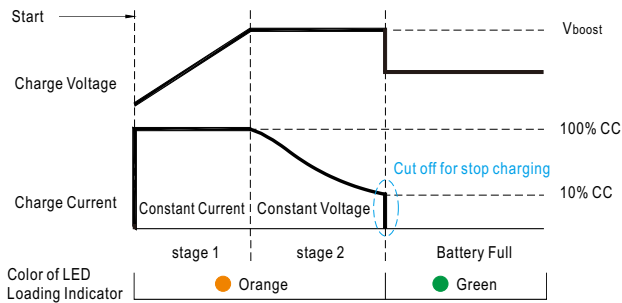 Start
Vboost
Charge Voltage
100% CC
Cut off for stop charging
10% CC
Charge Current
Constant Current
Constant Voltage
stage 1
stage 2
Battery Full
Color of LED
Loading Indicator
Orange
Green